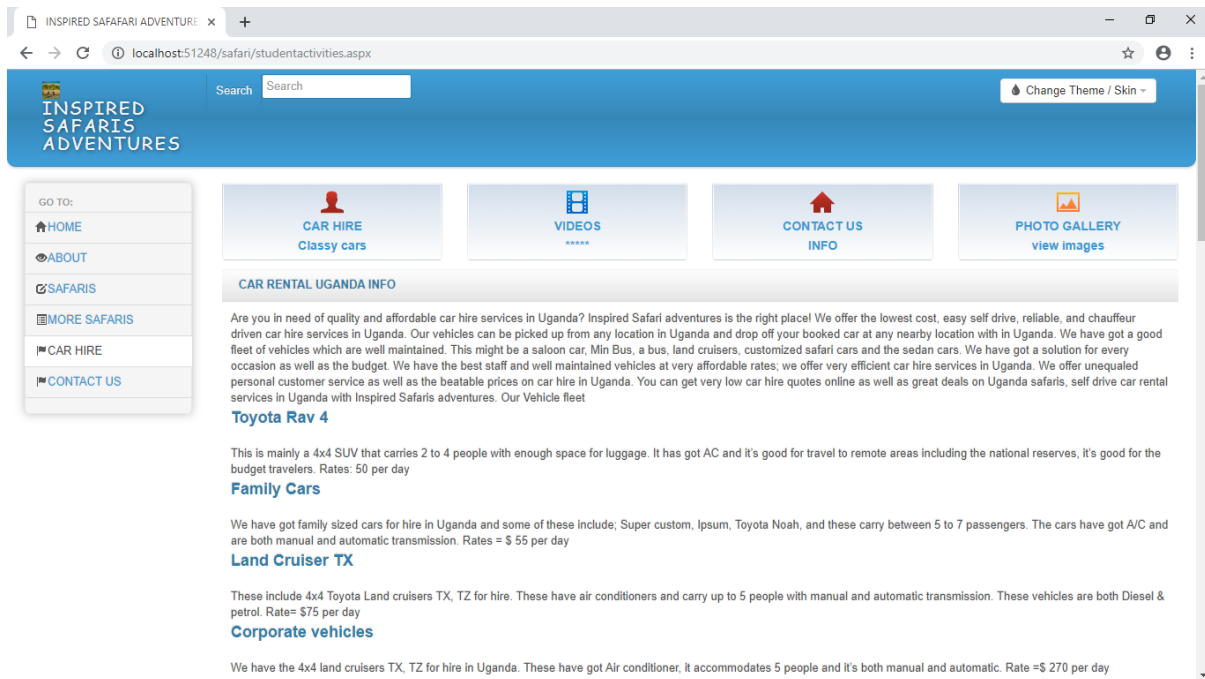 INSPIRED SAFAFARI ADVENTURE
localhost:51248/safari/studentactivities.aspx
INSPIRED
SAFARIS
ADVENTURES
Search
Search
Change Theme / Skin
GO TO:
HOME
ABOUT
SAFARIS
MORE SAFARIS
CAR HIRE
CONTACT US
CAR HIRE
Classy cars
VIDEOS
*****
CONTACT US
INFO
PHOTO GALLERY
view images
CAR RENTAL UGANDA INFO
Are you in need of quality and affordable car hire services in Uganda? Inspired Safari adventures is the right place! We offer the lowest cost, easy self drive, reliable, and chauffeur
driven car hire services in Uganda. Our vehicles can be picked up from any location in Uganda and drop off your booked car at any nearby location with in Uganda. We have got a good
fleet of vehicles which are well maintained. This might be a saloon car, Min Bus, a bus, land cruisers, customized safari cars and the sedan cars. We have got a solution for every
occasion as well as the budget. We have the best staff and well maintained vehicles at very affordable rates; we offer very efficient car hire services in Uganda. We offer unequaled
personal customer service as well as the beatable prices on car hire in Uganda. You can get very low car hire quotes online as well as great deals on Uganda safaris, self drive car rental
services in Uganda with Inspired Safaris adventures. Our Vehicle fleet
Toyota Rav 4
This is mainly a 4x4 SUV that carries 2 to 4 people with enough space for luggage. It has got AC and it's good for travel to remote areas including the national reserves, it's good for the
budget travelers. Rates: 50 per day
Family Cars
We have got family sized cars for hire in Uganda and some of these include; Super custom, Ipsum, Toyota Noah, and these carry between 5 to 7 passengers. The cars have got A/C and
are both manual and automatic transmission. Rates = $ 55 per day
Land Cruiser TX
These include 4x4 Toyota Land cruisers TX, TZ for hire. These have air conditioners and carry up to 5 people with manual and automatic transmission. These vehicles are both Diesel &
petrol. Rate= $75 per day
Corporate vehicles
We have the 4x4 land cruisers TX, TZ for hire in Uganda. These have got Air conditioner, it accommodates 5 people and it's both manual and automatic. Rate =$ 270 per day